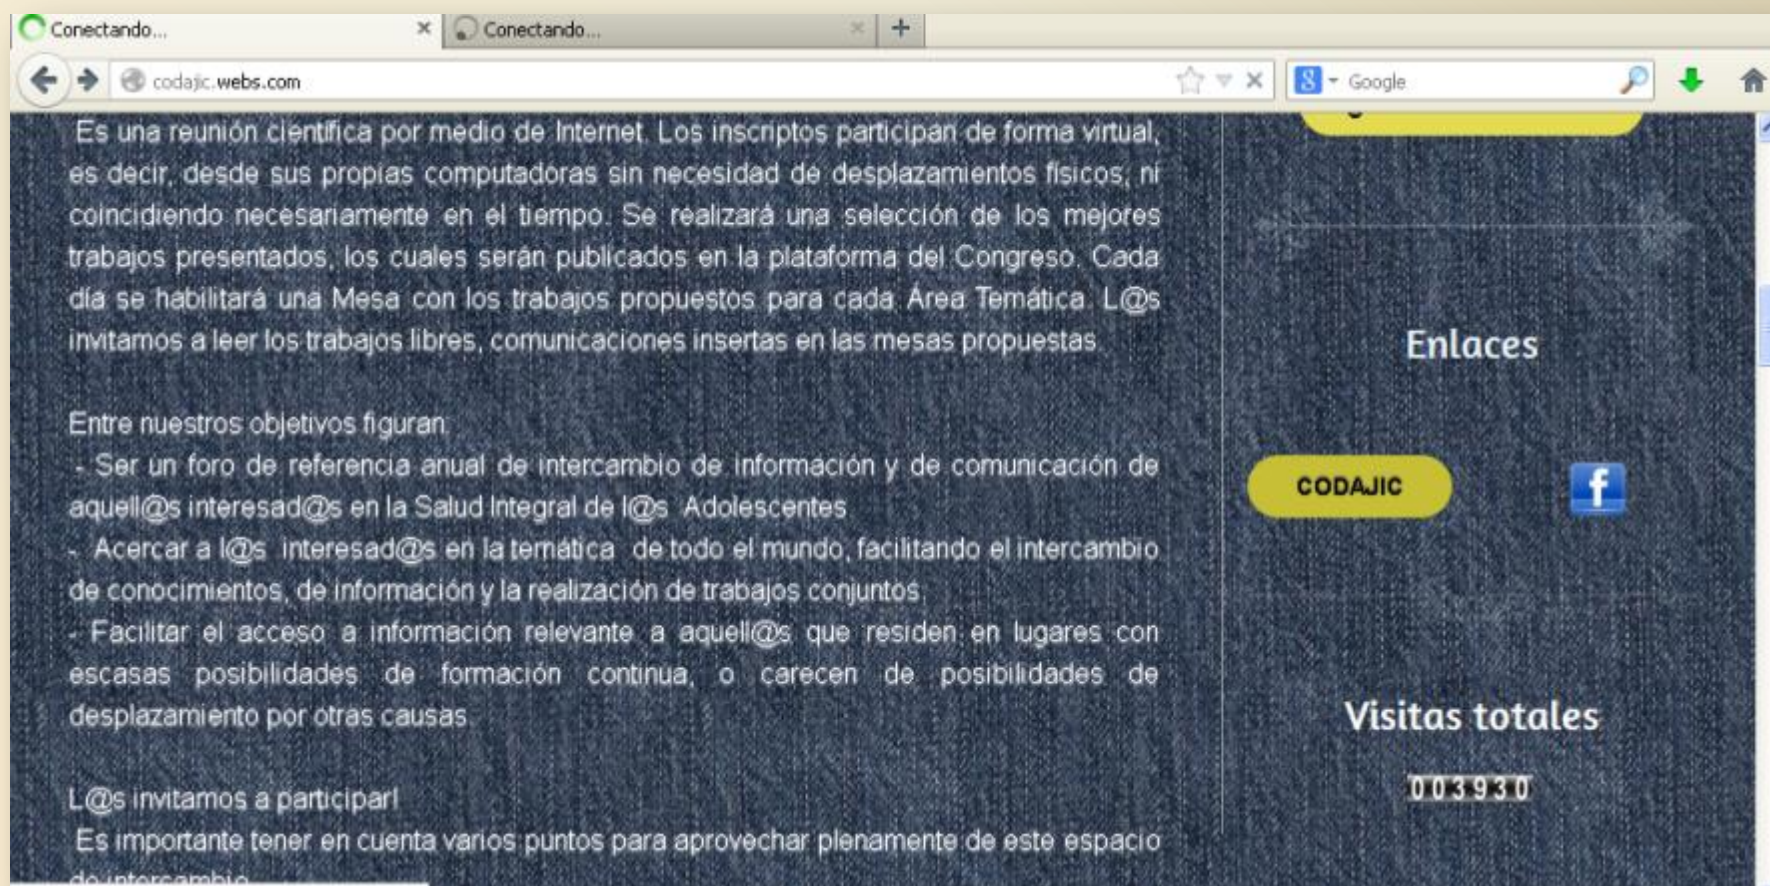 Conectando...
Conectando...
codajic.webs.com
Google
Es una reunión científica por medio de Internet. Los inscriptos participan de forma virtual,
es decir, desde sus propias computadoras sin necesidad de desplazamientos físicos, ni
coincidiendo necesariamente en el tiempo. Se realizará una selección de los mejores
trabajos presentados, los cuales serán publicados en la plataforma del Congreso. Cada
día se habilitará una Mesa con los trabajos propuestos para cada Área Temática. L@s
invitamos a leer los trabajos libres, comunicaciones insertas en las mesas propuestas.
Entre nuestros objetivos figuran:
- Ser un foro de referencia anual de intercambio de información y de comunicación de
aquell@s interesad@s en la Salud Integral de l@s Adolescentes
- Acercar a l@s interesad@s en la temática de todo el mundo, facilitando el intercambio
de conocimientos, de información y la realización de trabajos conjuntos.
- Facilitar el acceso a información relevante a aquell@s que residen en lugares con
escasas posibilidades de formación continua, o carecen de posibilidades de
desplazamiento por otras causas.
L@s invitamos a participar!
Es importante tener en cuenta varios puntos para aprovechar plenamente de este espacio
de intercambio
Enlaces
CODAJIC
f
Visitas totales
003930